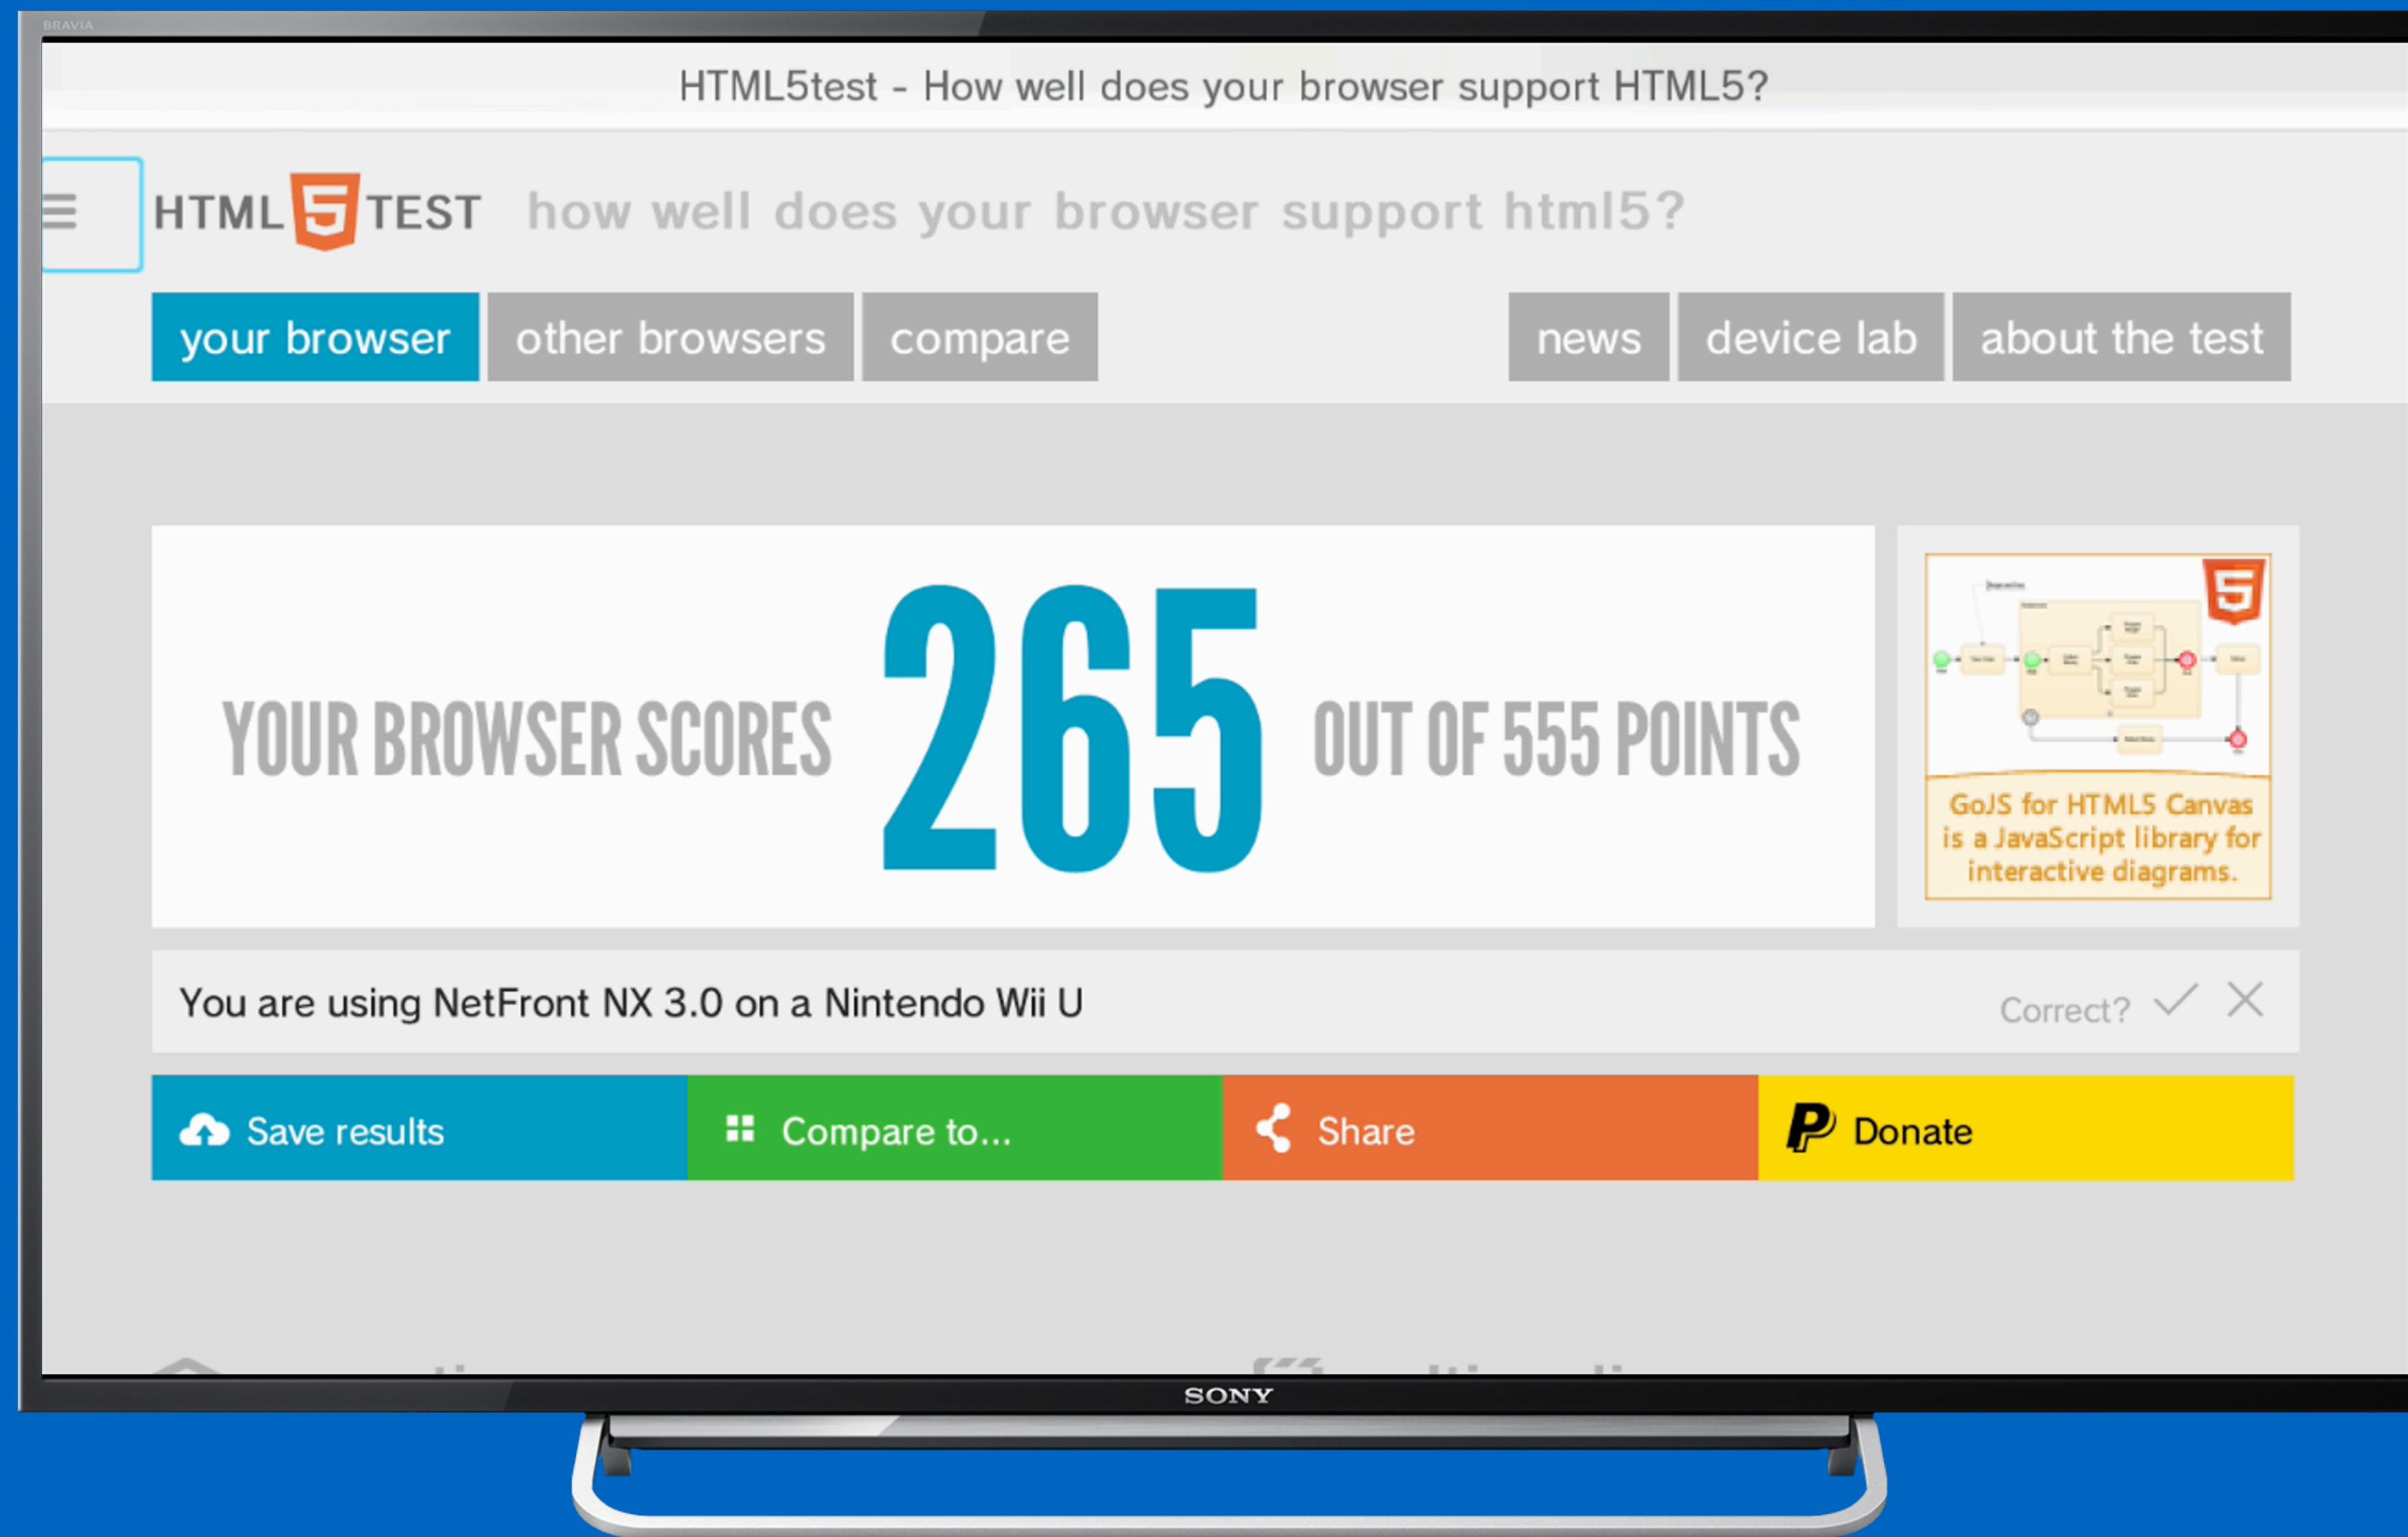 BRAVIA
HTML5test - How well does your browser support HTML5?
HTML 5 TEST how well does your browser support html5?
your browser other browsers compare news device lab about the test
YOUR BROWSER SCORES 265 OUT OF 555 POINTS
5
GoJS for HTML5 Canvas
is a JavaScript library for
interactive diagrams.
You are using NetFront NX 3.0 on a Nintendo Wii U
Correct?
Save results Compare to... Share Donate
SONY